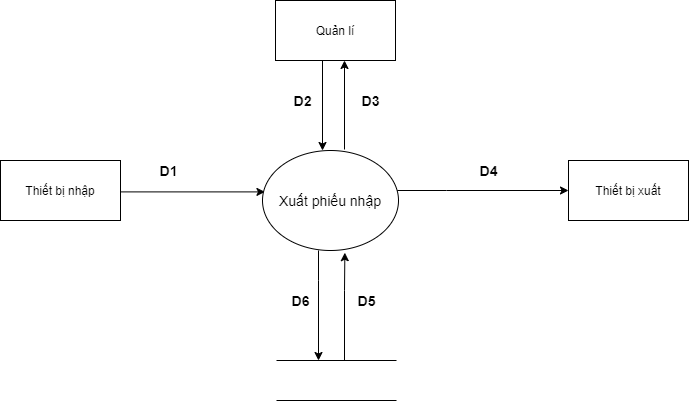 Quản lí
D2
D3
D1
D4
Thiết bị nhập
Xuất phiếu nhập
Thiết bị xuất
D6
D5